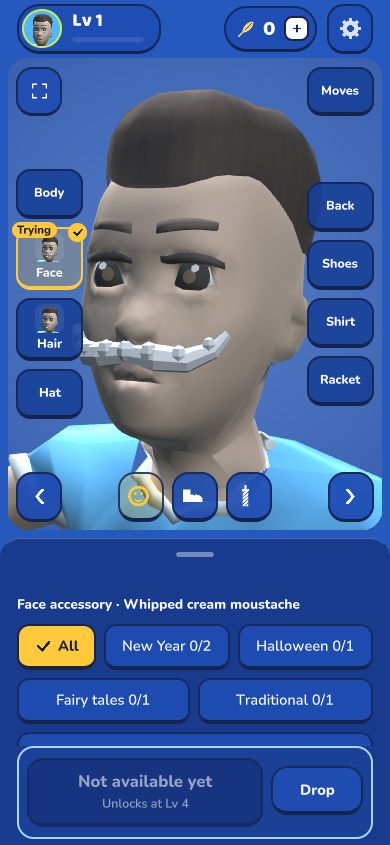 Lv 1
0
+
Moves
Body
Back
Trying
Face
Shoes
Hair
Shirt
Hat
Racket
Face accessory · Whipped cream moustache
All
New Year 0/2
Halloween 0/1
Fairy tales 0/1
Traditional 0/1
Not available yet
Unlocks at Lv 4
Drop